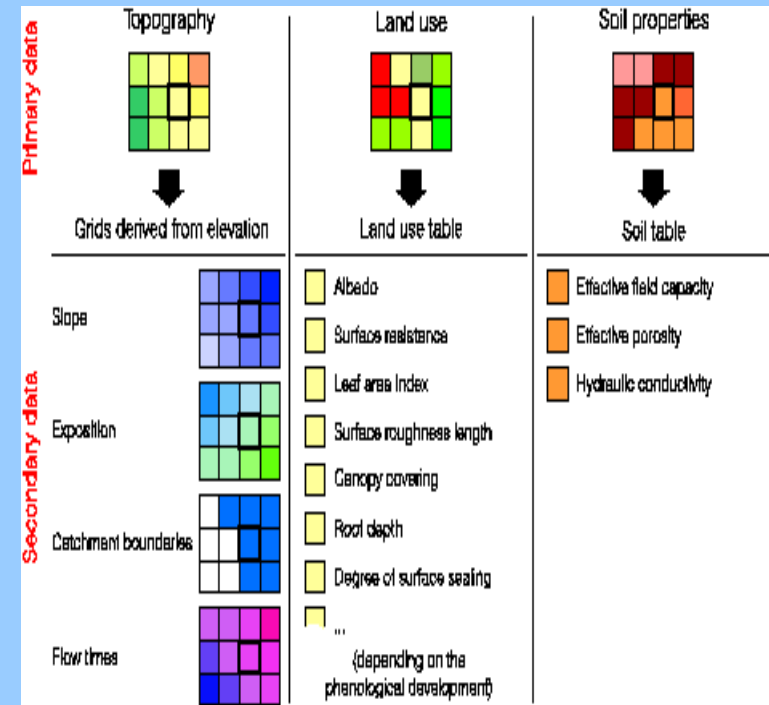 Primary data
Topography
Land use
Soil properties
Grids derived from elevation
Land use table
Soil table
Secondary data
Slope
Exposition
Catchment boundaries
Flow times
Albedo
Surface resistance
Leaf area Index
Surface roughness length
Canopy covering
Root depth
Degree of surface sealing
...
(depending on the
phenological development)
Effective field capacity
Effective porosity
Hydraulic conductivity